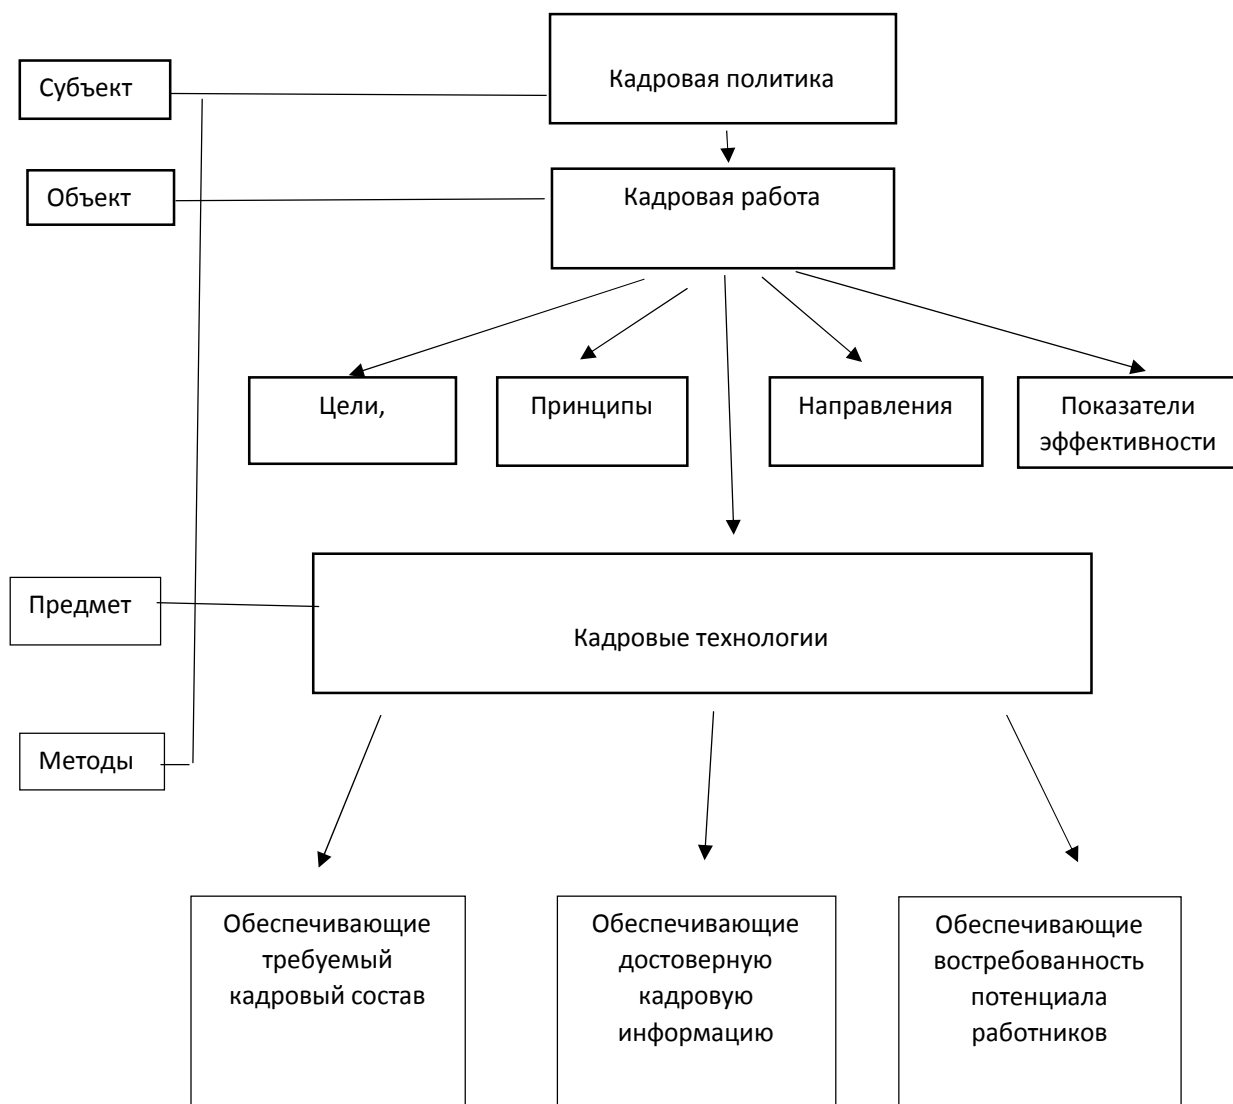 Кадровая политика
Субъект
Объект
Кадровая работа
Цели,
Принципы
Направления
Показатели
эффективности
Предмет
Кадровые технологии
Методы
Обеспечивающие
требуемый
кадровый состав
Обеспечивающие
достоверную
кадровую
информацию
Обеспечивающие
востребованность
потенциала
работников